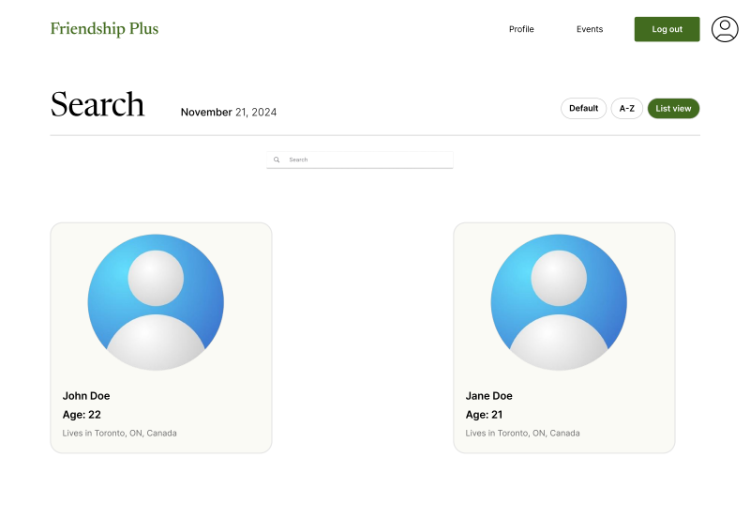 Friendship Plus
Profile
Events
Log out
Search
November 21, 2024
Default
A-Z
List view
Search
John Doe
Age: 22
Lives in Toronto, ON, Canada
Jane Doe
Age: 21
Lives in Toronto, ON, Canada